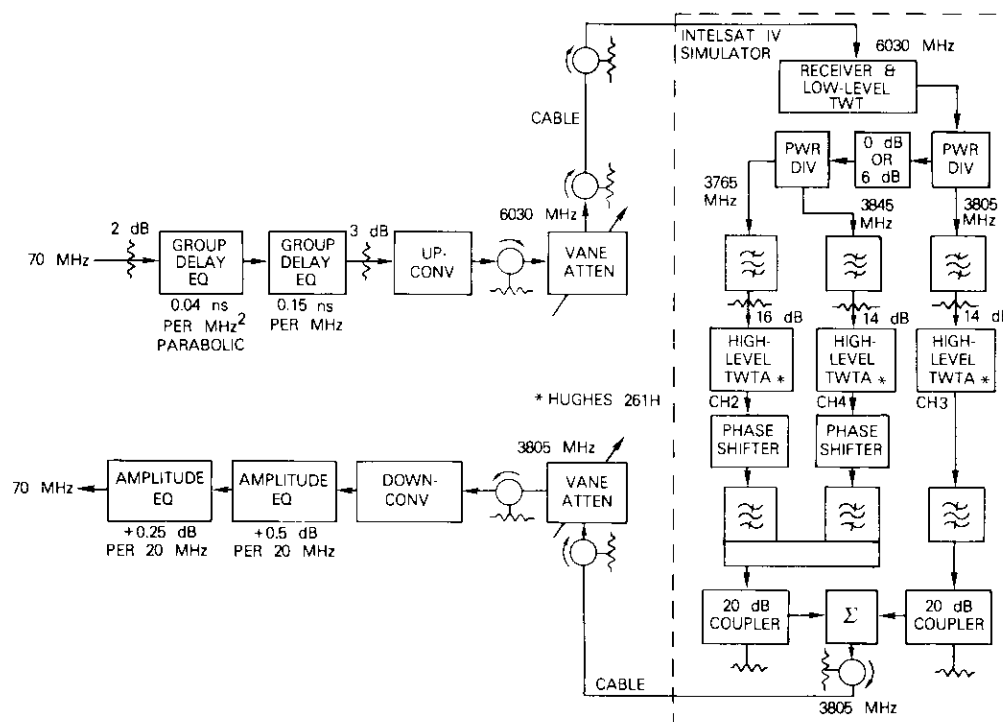 INTELSAT IV
SIMULATOR
6030 MHz
RECEIVER &
LOW-LEVEL
TWT
CABLE
PWR
DIV
0 dB
OR
6 dB
PWR
DIV
3765
MHz
3845
MHz
3805
MHz
6030 MHz
2 dB
3 dB
70 MHz
GROUP
DELAY
EQ
GROUP
DELAY
EQ
UP-
CONV
VANE
ATTEN
0.04 ns
PER MHz2
PARABOLIC
0.15 ns
PER MHz
16 dB
14 dB
14 dB
HIGH-
LEVEL
TWTA *
HIGH-
LEVEL
TWTA *
HIGH-
LEVEL
TWTA *
CH2
CH4
CH3
* HUGHES 261H
PHASE
SHIFTER
PHASE
SHIFTER
3805
MHz
70 MHz
AMPLITUDE
EQ
AMPLITUDE
EQ
DOWN-
CONV
VANE
ATTEN
+0.25 dB
PER 20 MHz
+0.5 dB
PER 20 MHz
20 dB
COUPLER
Σ
20 dB
COUPLER
CABLE
3805 MHz